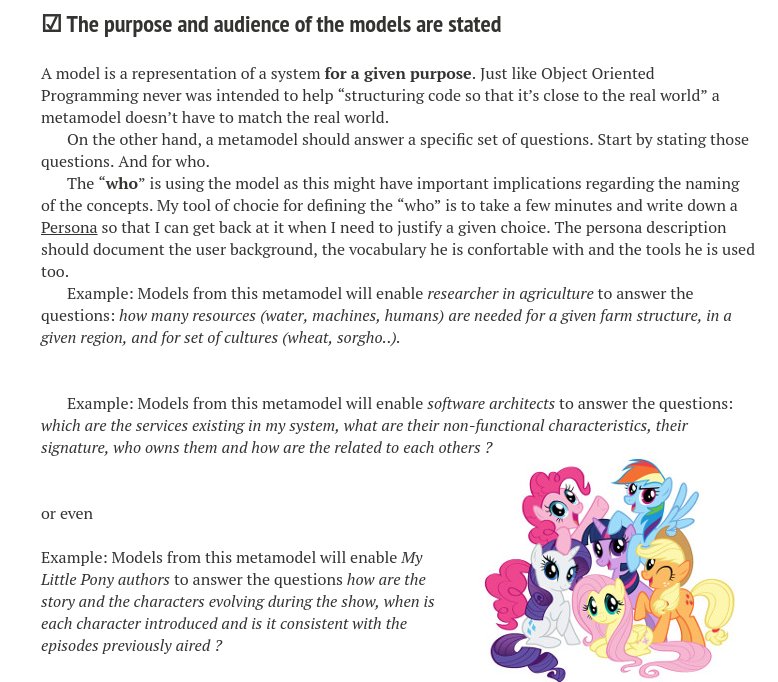 ☑ The purpose and audience of the models are stated
A model is a representation of a system for a given purpose. Just like Object Oriented
Programming never was intended to help “structuring code so that it’s close to the real world” a
metamodel doesn’t have to match the real world.
On the other hand, a metamodel should answer a specific set of questions. Start by stating those
questions. And for who.
The “who” is using the model as this might have important implications regarding the naming
of the concepts. My tool of chocie for defining the “who” is to take a few minutes and write down a
Persona so that I can get back at it when I need to justify a given choice. The persona description
should document the user background, the vocabulary he is confortable with and the tools he is used
too.
Example: Models from this metamodel will enable researcher in agriculture to answer the
questions: how many resources (water, machines, humans) are needed for a given farm structure, in a
given region, and for set of cultures (wheat, sorgho..).
Example: Models from this metamodel will enable software architects to answer the questions:
which are the services existing in my system, what are their non-functional characteristics, their
signature, who owns them and how are the related to each others ?
or even
Example: Models from this metamodel will enable My
Little Pony authors to answer the questions how are the
story and the characters evolving during the show, when is
each character introduced and is it consistent with the
episodes previously aired ?